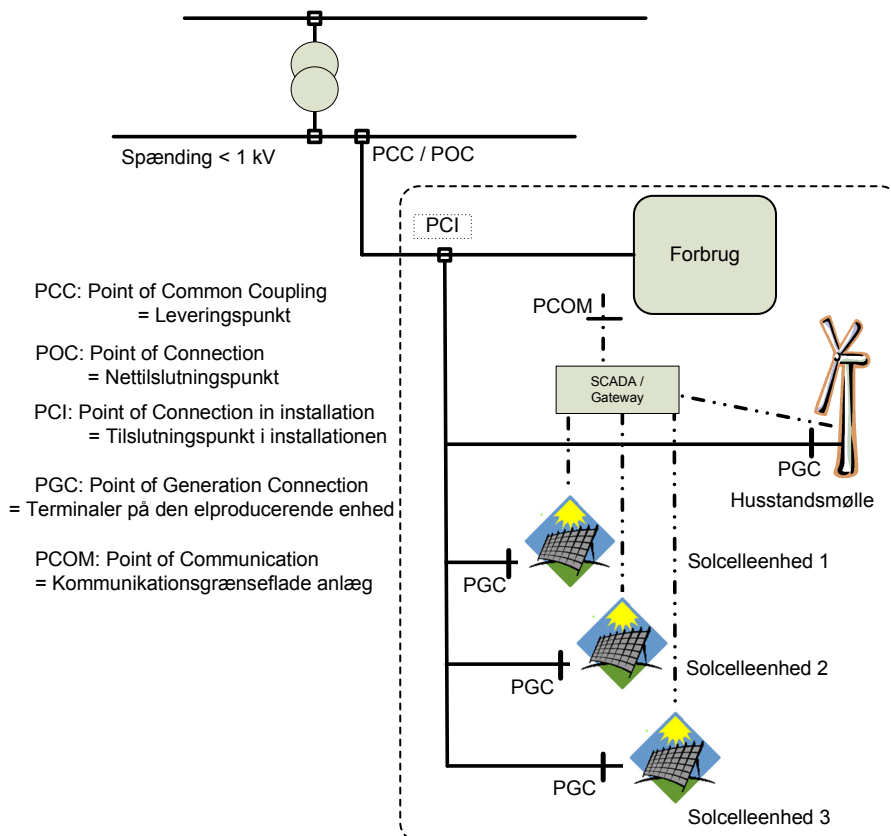 Spænding < 1 kV
PCC / POC
PCI
Forbrug
PCC: Point of Common Coupling
= Leveringspunkt
POC: Point of Connection
= Nettilslutningspunkt
PCI: Point of Connection in installation
= Tilslutningspunkt i installationen
PGC: Point of Generation Connection
= Terminaler på den elproducerende enhed
PCOM: Point of Communication
= Kommunikationsgrænseflade anlæg
PCOM
SCADA /
Gateway
PGC
Husstandsmølle
Solcelleenhed 1
PGC
Solcelleenhed 2
PGC
Solcelleenhed 3
PGC